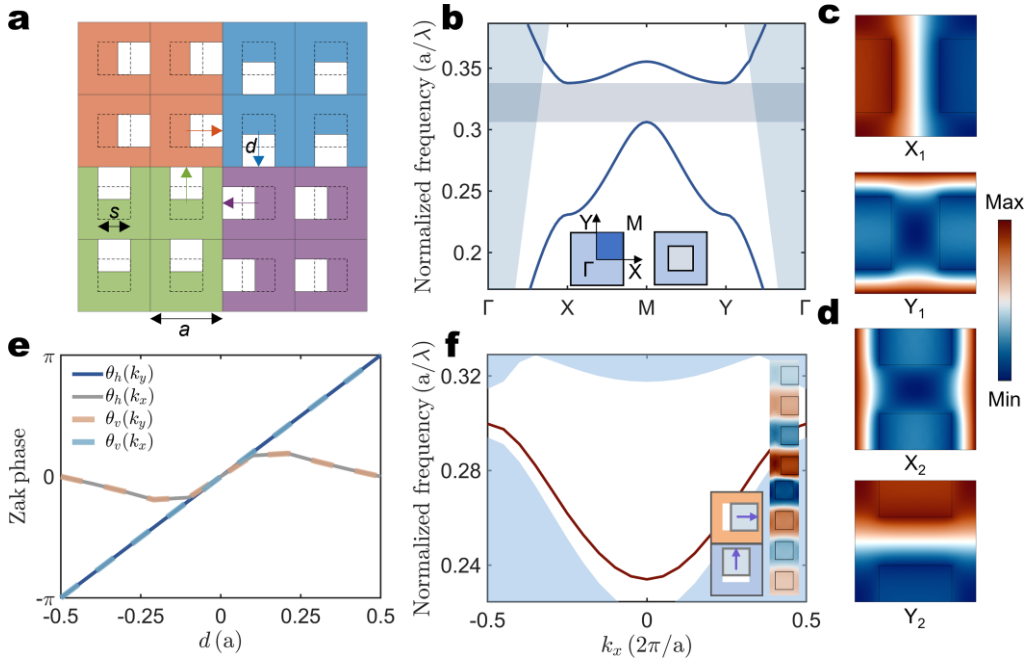 a
d
s
a
b
Normalized frequency (a/λ)
0.35
0.3
0.25
0.2
Y
M
Γ
X
Γ
X
M
Y
Γ
c
X1
Y1
Max
Min
d
X2
Y2
e
Zak phase
π
0
-π
θh(ky)
θh(kx)
θv(ky)
θv(kx)
-0.5
-0.25
0
0.25
0.5
d (a)
f
Normalized frequency (a/λ)
0.32
0.28
0.24
-0.5
0
0.5
kx (2π/a)